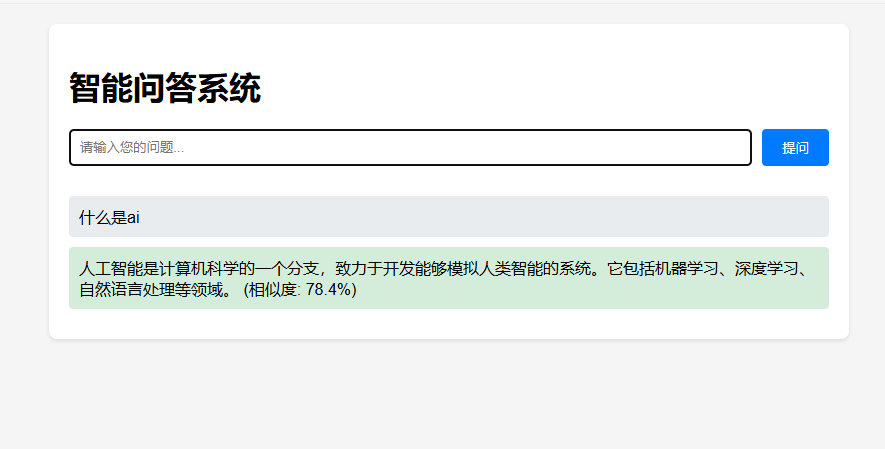 智能问答系统
请输入您的问题...
提问
什么是ai
人工智能是计算机科学的一个分支，致力于开发能够模拟人类智能的系统。它包括机器学习、深度学习、
自然语言处理等领域。 (相似度: 78.4%)